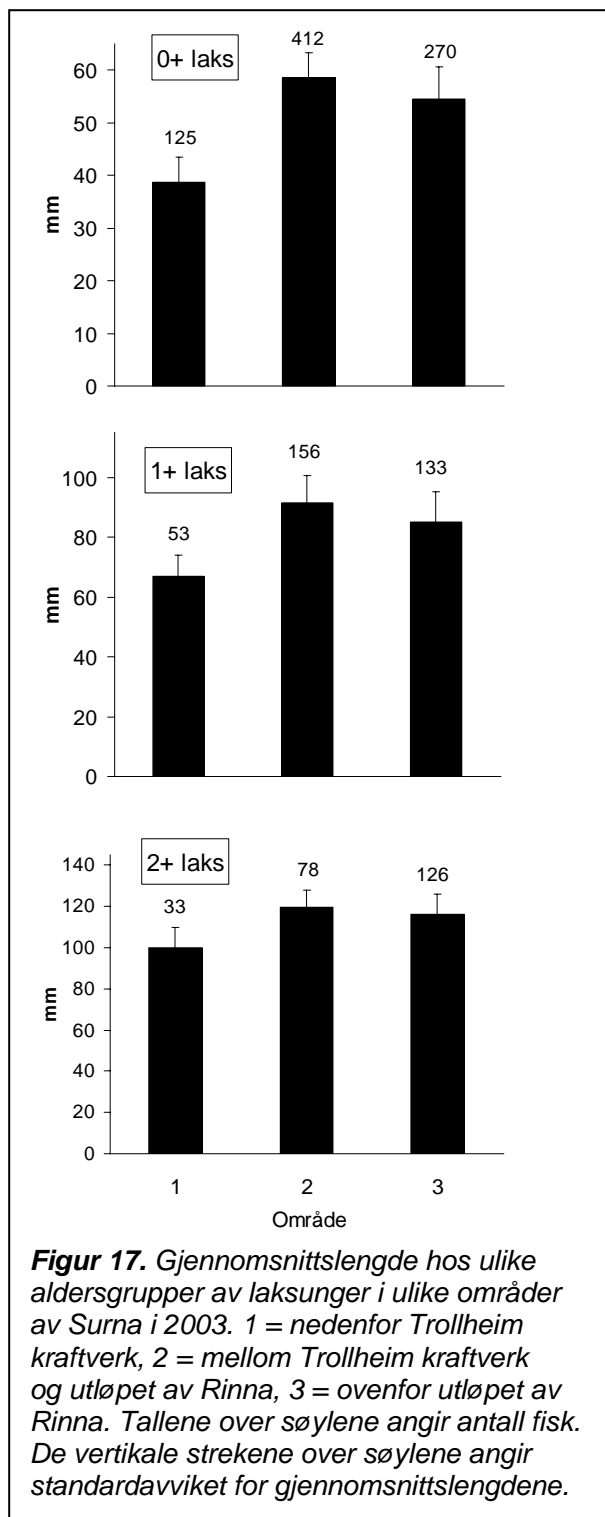 0+ laks
412
270
125
60
50
40
30
20
10
0
mm
1+ laks
156
133
53
100
80
60
40
20
0
mm
2+ laks
33
78
126
140
120
100
80
60
40
20
0
mm
1 2 3
Område
Figur 17. Gjennomsnittslengde hos ulike
aldersgrupper av laksunger i ulike områder
av Surna i 2003. 1 = nedenfor Trollheim
kraftverk, 2 = mellom Trollheim kraftverk
og utløpet av Rinna, 3 = ovenfor utløpet av
Rinna. Tallene over søylene angir antall fisk.
De vertikale strekene over søylene angir
standardavviket for gjennomsnittslengdene.